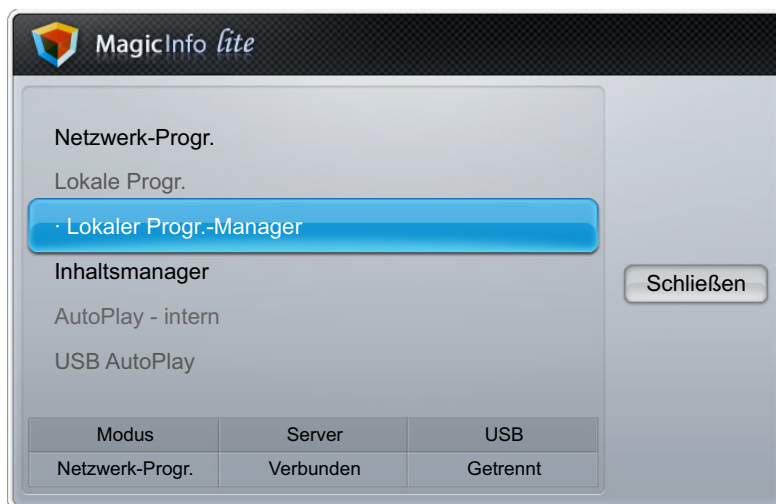 MagicInfo lite
Netzwerk-Progr.
Lokale Progr.
· Lokaler Progr.-Manager
Inhaltsmanager
AutoPlay - intern
USB AutoPlay
Schließen
Modus Server USB
Netzwerk-Progr. Verbunden Getrennt